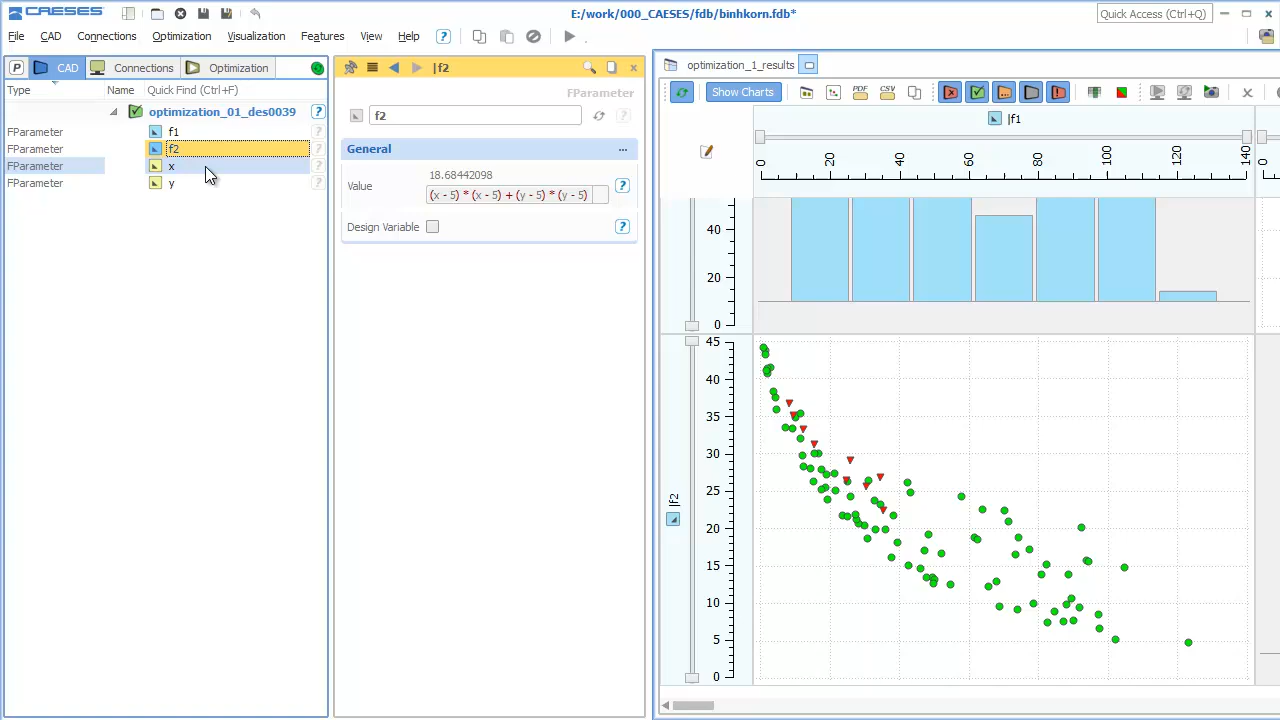 CAESES
E:/work/000_CAESES/fdb/binhkorn.fdb*
Quick Access (Ctrl+Q)
File CAD Connections Optimization Visualization Features View Help ?
P CAD Connections Optimization
Type Name Quick Find (Ctrl+F)
optimization_01_des0039 ?
FParameter f1 ?
FParameter f2 ?
FParameter x ?
FParameter y ?
|f2
FParameter
f2 ?
General ...
18.68442098
Value (x - 5) * (x - 5) + (y - 5) * (y - 5) ?
Design Variable ?
optimization_1_results
Show Charts PDF CSV
|f1
0 20 40 60 80 100 120 140 0
40
20
0
45
40
35
30
25
20
15
10
5
0
|f2